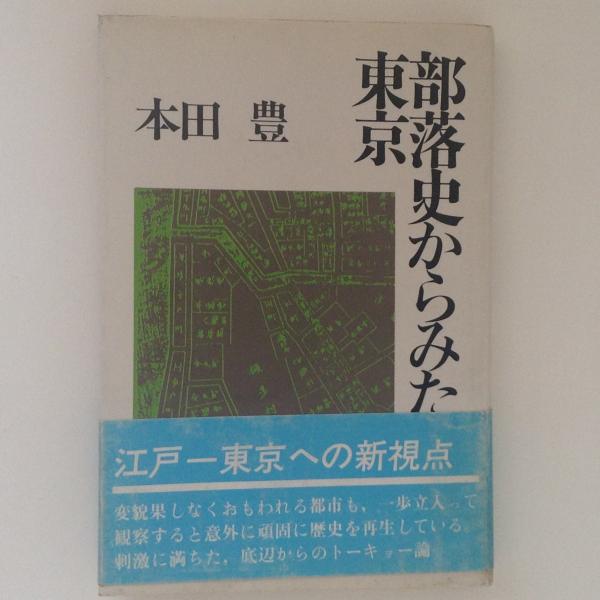 部落史からみた
東京
本田 豊
江戸―東京への新視点
変貌果しなくおもわれる都市も、一歩立入って
観察すると意外に頑固に歴史を再生している。
刺激に満ちた，底辺からのトーキョー論